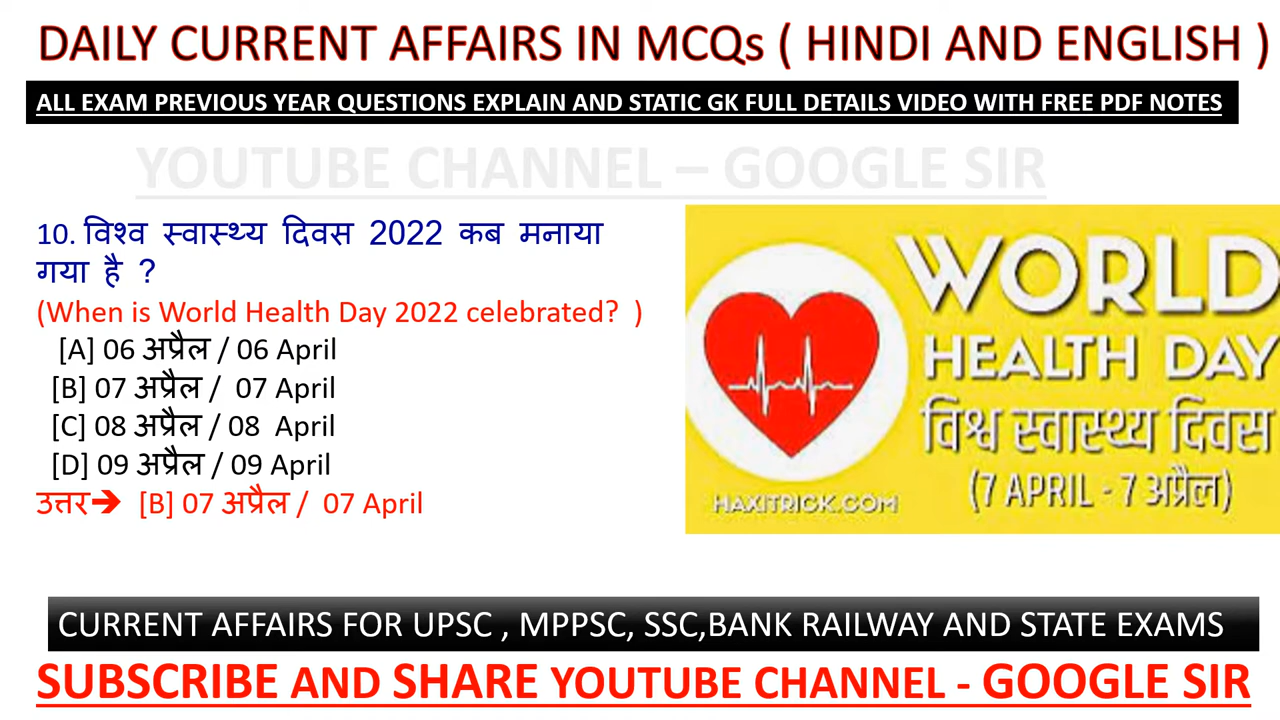 DAILY CURRENT AFFAIRS IN MCQs ( HINDI AND ENGLISH )
ALL EXAM PREVIOUS YEAR QUESTIONS EXPLAIN AND STATIC GK FULL DETAILS VIDEO WITH FREE PDF NOTES
YOUTUBE CHANNEL – GOOGLE SIR
10. विश्व स्वास्थ्य दिवस 2022 कब मनाया
गया है ?
(When is World Health Day 2022 celebrated? )
[A] 06 अप्रैल / 06 April
[B] 07 अप्रैल / 07 April
[C] 08 अप्रैल / 08 April
[D] 09 अप्रैल / 09 April
उत्तर➔ [B] 07 अप्रैल / 07 April
WORLD
HEALTH DAY
विश्व स्वास्थ्य दिवस
(7 APRIL - 7 अप्रैल)
HAXITRICK.COM
CURRENT AFFAIRS FOR UPSC , MPPSC, SSC,BANK RAILWAY AND STATE EXAMS
SUBSCRIBE AND SHARE YOUTUBE CHANNEL - GOOGLE SIR